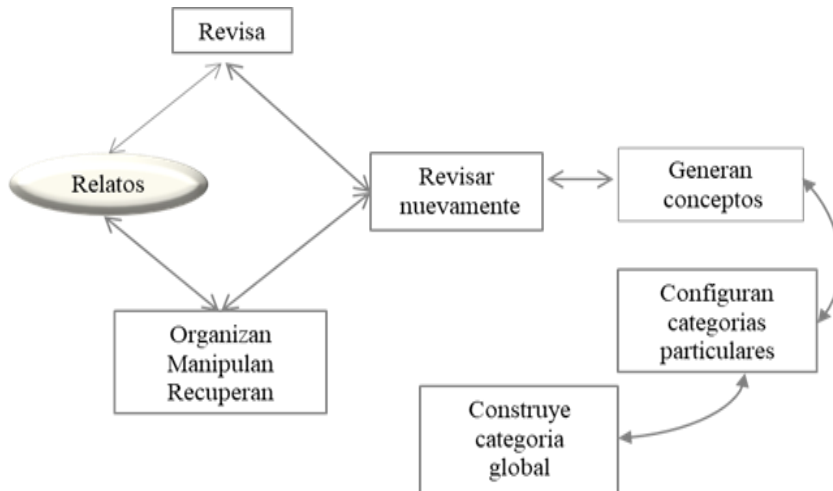 Revisa
Relatos
Revisar
nuevamente
Generan
conceptos
Organizan
Manipulan
Recuperan
Configuran
categorias
particulares
Construye
categoria
global